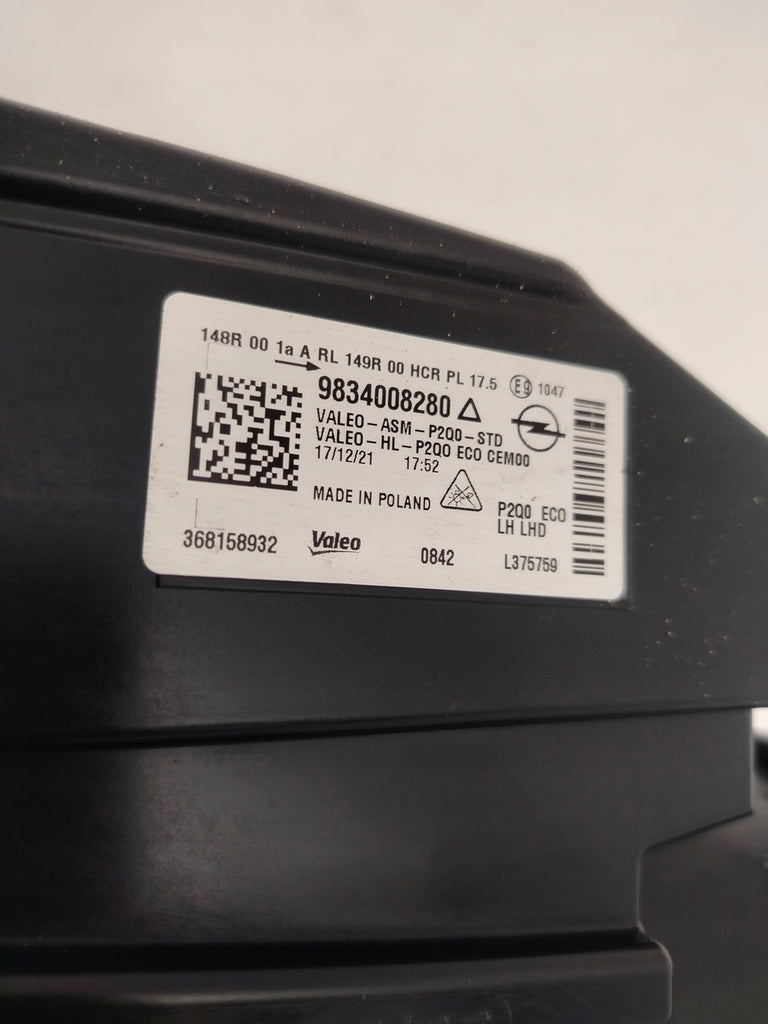 148R 00 1a A RL 149R 00 HCR PL 17.5 E9 1047
9834008280
VALEO-ASM-P2Q0-STD
VALEO-HL-P2Q0 ECO CEM00
17/12/21 17:52
MADE IN POLAND
P2Q0 ECO
LH LHD
368158932 Valeo 0842 L375759